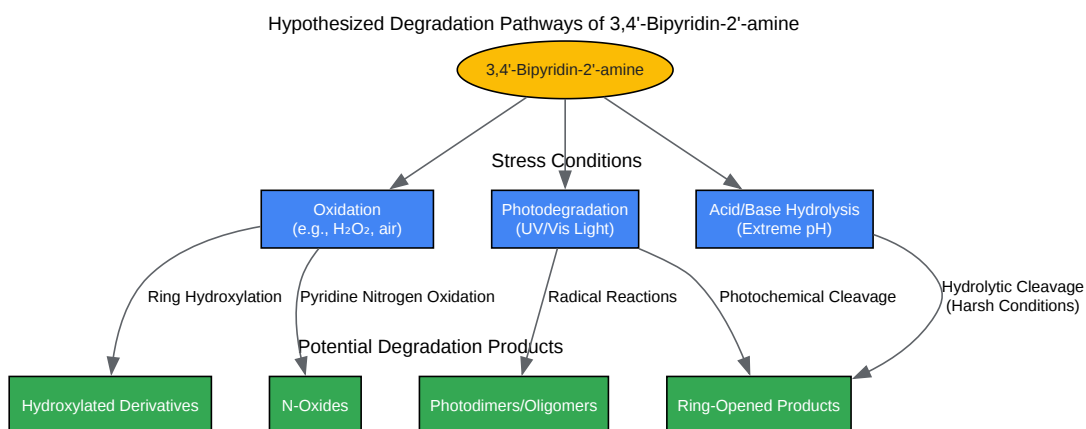 Hypothesized Degradation Pathways of 3,4'-Bipyridin-2'-amine
3,4'-Bipyridin-2'-amine
Stress Conditions
Oxidation
(e.g., H₂O₂, air)
Photodegradation
(UV/Vis Light)
Acid/Base Hydrolysis
(Extreme pH)
Ring Hydroxylation
Pyridine Nitrogen Oxidation
Radical Reactions
Photochemical Cleavage
Hydrolytic Cleavage
(Harsh Conditions)
Potential Degradation Products
Hydroxylated Derivatives
N-Oxides
Photodimers/Oligomers
Ring-Opened Products